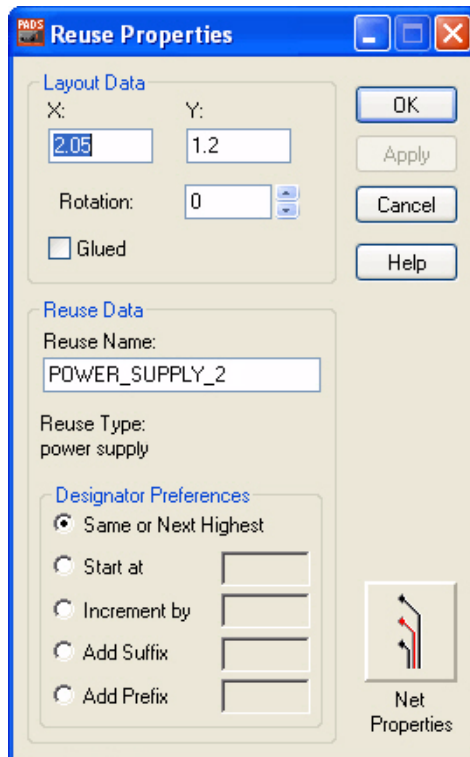 PADS
Reuse Properties
Layout Data
X: Y:
2.05 1.2
OK
Apply
Rotation: 0
Cancel
Glued
Help
Reuse Data
Reuse Name:
POWER_SUPPLY_2
Reuse Type:
power supply
Designator Preferences
Same or Next Highest
Start at
Increment by
Add Suffix
Add Prefix
Net
Properties